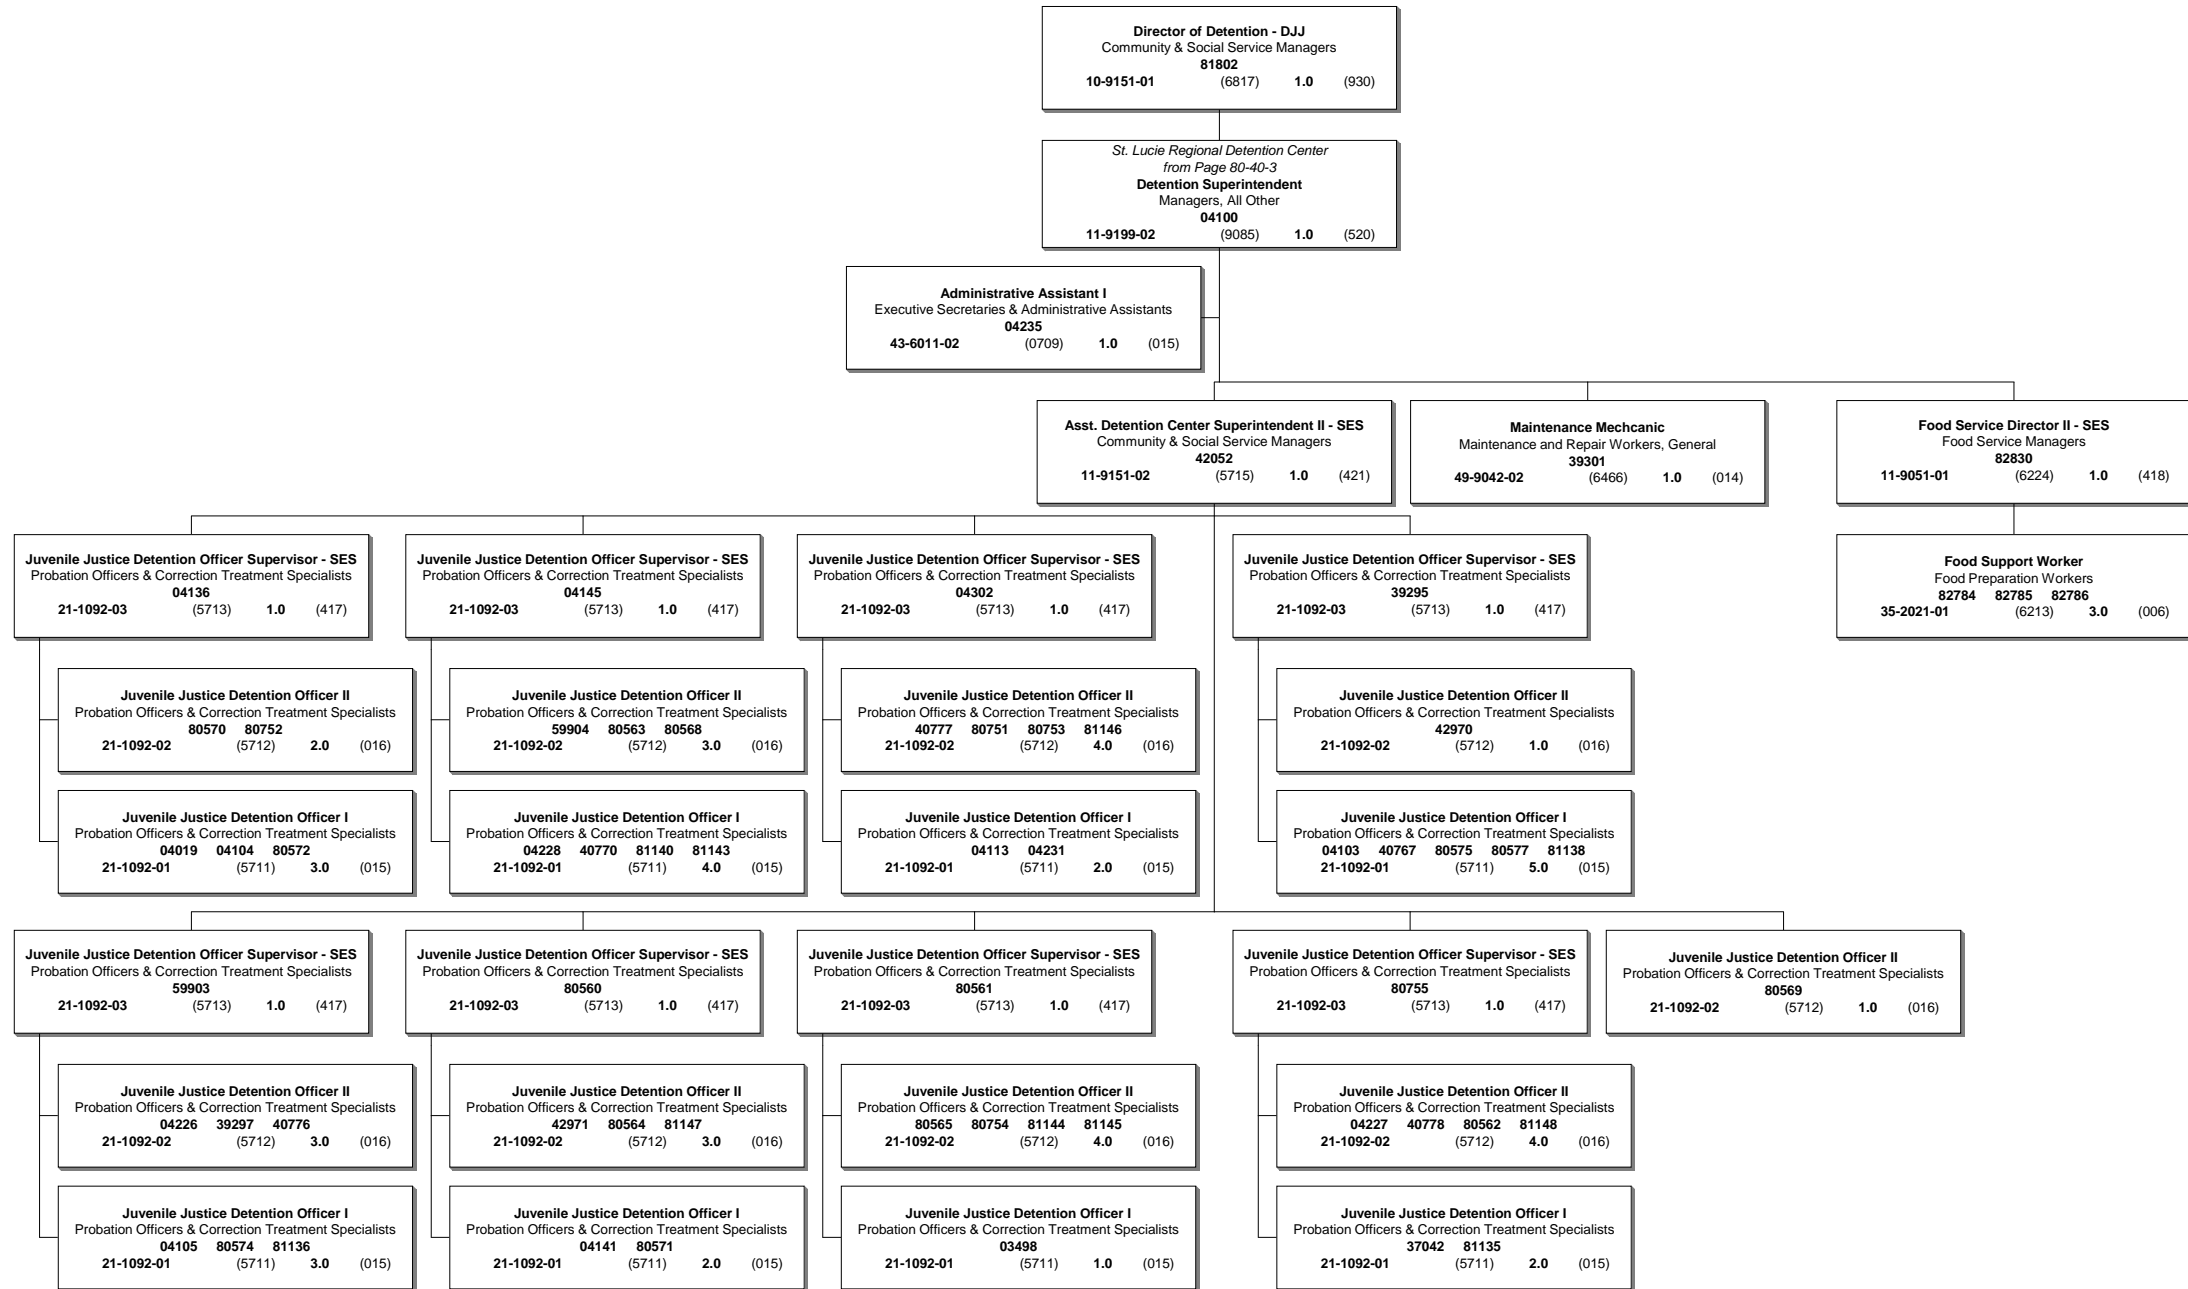 Director of Detention - DJJ
Community & Social Service Managers
81802
10-9151-01 (6817) 1.0 (930)
St. Lucie Regional Detention Center
from Page 80-40-3
Detention Superintendent
Managers, All Other
04100
11-9199-02 (9085) 1.0 (520)
Administrative Assistant I
Executive Secretaries & Administrative Assistants
04235
43-6011-02 (0709) 1.0 (015)
Asst. Detention Center Superintendent II - SES
Community & Social Service Managers
42052
11-9151-02 (5715) 1.0 (421)
Maintenance Mechcanic
Maintenance and Repair Workers, General
39301
49-9042-02 (6466) 1.0 (014)
Food Service Director II - SES
Food Service Managers
82830
11-9051-01 (6224) 1.0 (418)
Juvenile Justice Detention Officer Supervisor - SES
Probation Officers & Correction Treatment Specialists
04136
21-1092-03 (5713) 1.0 (417)
Juvenile Justice Detention Officer Supervisor - SES
Probation Officers & Correction Treatment Specialists
04145
21-1092-03 (5713) 1.0 (417)
Juvenile Justice Detention Officer Supervisor - SES
Probation Officers & Correction Treatment Specialists
04302
21-1092-03 (5713) 1.0 (417)
Juvenile Justice Detention Officer Supervisor - SES
Probation Officers & Correction Treatment Specialists
39295
21-1092-03 (5713) 1.0 (417)
Food Support Worker
Food Preparation Workers
82784 82785 82786
35-2021-01 (6213) 3.0 (006)
Juvenile Justice Detention Officer II
Probation Officers & Correction Treatment Specialists
80570 80752
21-1092-02 (5712) 2.0 (016)
Juvenile Justice Detention Officer II
Probation Officers & Correction Treatment Specialists
59904 80563 80568
21-1092-02 (5712) 3.0 (016)
Juvenile Justice Detention Officer II
Probation Officers & Correction Treatment Specialists
40777 80751 80753 81146
21-1092-02 (5712) 4.0 (016)
Juvenile Justice Detention Officer II
Probation Officers & Correction Treatment Specialists
42970
21-1092-02 (5712) 1.0 (016)
Juvenile Justice Detention Officer I
Probation Officers & Correction Treatment Specialists
04019 04104 80572
21-1092-01 (5711) 3.0 (015)
Juvenile Justice Detention Officer I
Probation Officers & Correction Treatment Specialists
04228 40770 81140 81143
21-1092-01 (5711) 4.0 (015)
Juvenile Justice Detention Officer I
Probation Officers & Correction Treatment Specialists
04113 04231
21-1092-01 (5711) 2.0 (015)
Juvenile Justice Detention Officer I
Probation Officers & Correction Treatment Specialists
04103 40767 80575 80577 81138
21-1092-01 (5711) 5.0 (015)
Juvenile Justice Detention Officer Supervisor - SES
Probation Officers & Correction Treatment Specialists
59903
21-1092-03 (5713) 1.0 (417)
Juvenile Justice Detention Officer Supervisor - SES
Probation Officers & Correction Treatment Specialists
80560
21-1092-03 (5713) 1.0 (417)
Juvenile Justice Detention Officer Supervisor - SES
Probation Officers & Correction Treatment Specialists
80561
21-1092-03 (5713) 1.0 (417)
Juvenile Justice Detention Officer Supervisor - SES
Probation Officers & Correction Treatment Specialists
80755
21-1092-03 (5713) 1.0 (417)
Juvenile Justice Detention Officer II
Probation Officers & Correction Treatment Specialists
80569
21-1092-02 (5712) 1.0 (016)
Juvenile Justice Detention Officer II
Probation Officers & Correction Treatment Specialists
04226 39297 40776
21-1092-02 (5712) 3.0 (016)
Juvenile Justice Detention Officer II
Probation Officers & Correction Treatment Specialists
42971 80564 81147
21-1092-02 (5712) 3.0 (016)
Juvenile Justice Detention Officer II
Probation Officers & Correction Treatment Specialists
80565 80754 81144 81145
21-1092-02 (5712) 4.0 (016)
Juvenile Justice Detention Officer II
Probation Officers & Correction Treatment Specialists
04227 40778 80562 81148
21-1092-02 (5712) 4.0 (016)
Juvenile Justice Detention Officer I
Probation Officers & Correction Treatment Specialists
04105 80574 81136
21-1092-01 (5711) 3.0 (015)
Juvenile Justice Detention Officer I
Probation Officers & Correction Treatment Specialists
04141 80571
21-1092-01 (5711) 2.0 (015)
Juvenile Justice Detention Officer I
Probation Officers & Correction Treatment Specialists
03498
21-1092-01 (5711) 1.0 (015)
Juvenile Justice Detention Officer I
Probation Officers & Correction Treatment Specialists
37042 81135
21-1092-01 (5711) 2.0 (015)